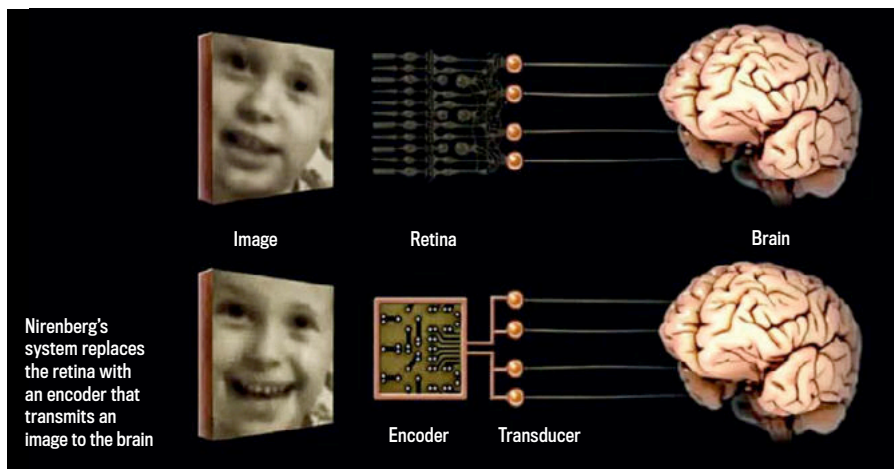 Image
Retina
Brain
Nirenberg's
system replaces
the retina with
an encoder that
transmits an
image to the brain
Encoder
Transducer